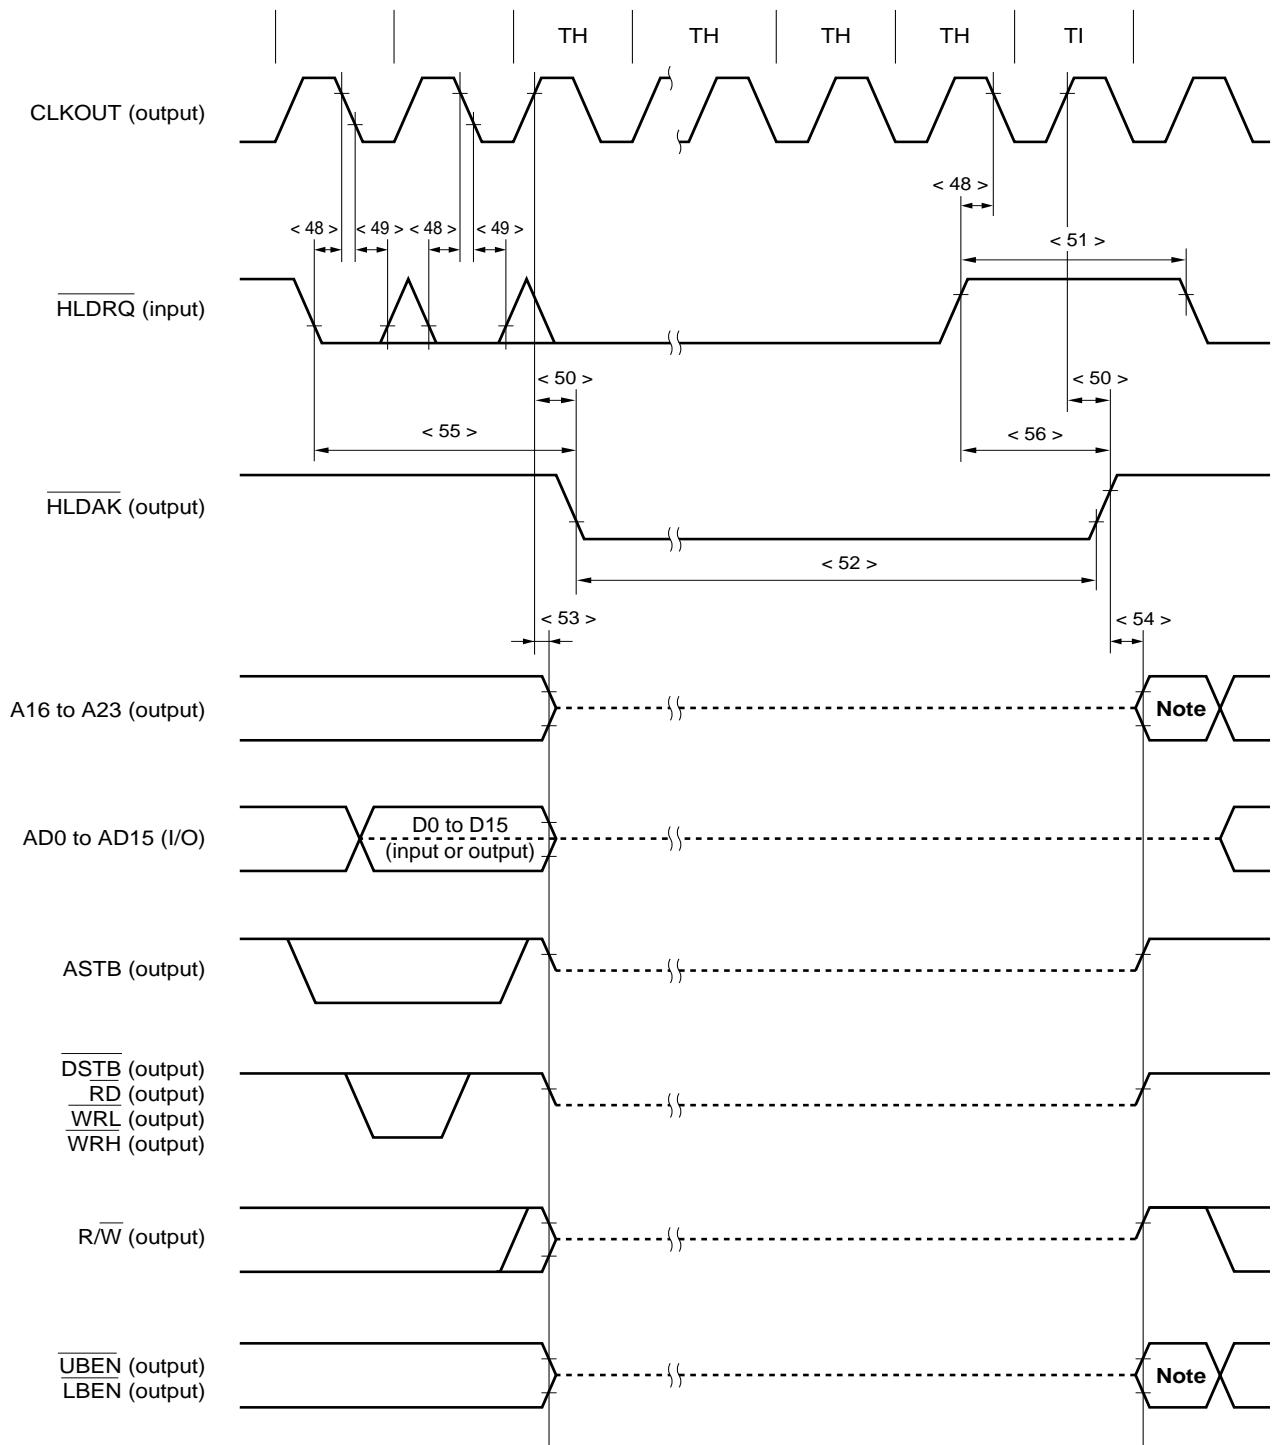 TH TH TH TH TI
CLKOUT (output)
< 48 >
< 48 > < 49 > < 48 > < 49 >
< 51 >
HLDRQ (input)
< 50 > < 50 >
< 55 > < 56 >
HLDAK (output)
< 52 >
< 53 > < 54 >
A16 to A23 (output) Note
D0 to D15
AD0 to AD15 (I/O)
(input or output)
ASTB (output)
DSTB (output)
RD (output)
WRL (output)
WRH (output)
R/W (output)
UBEN (output)
Note
LBEN (output)